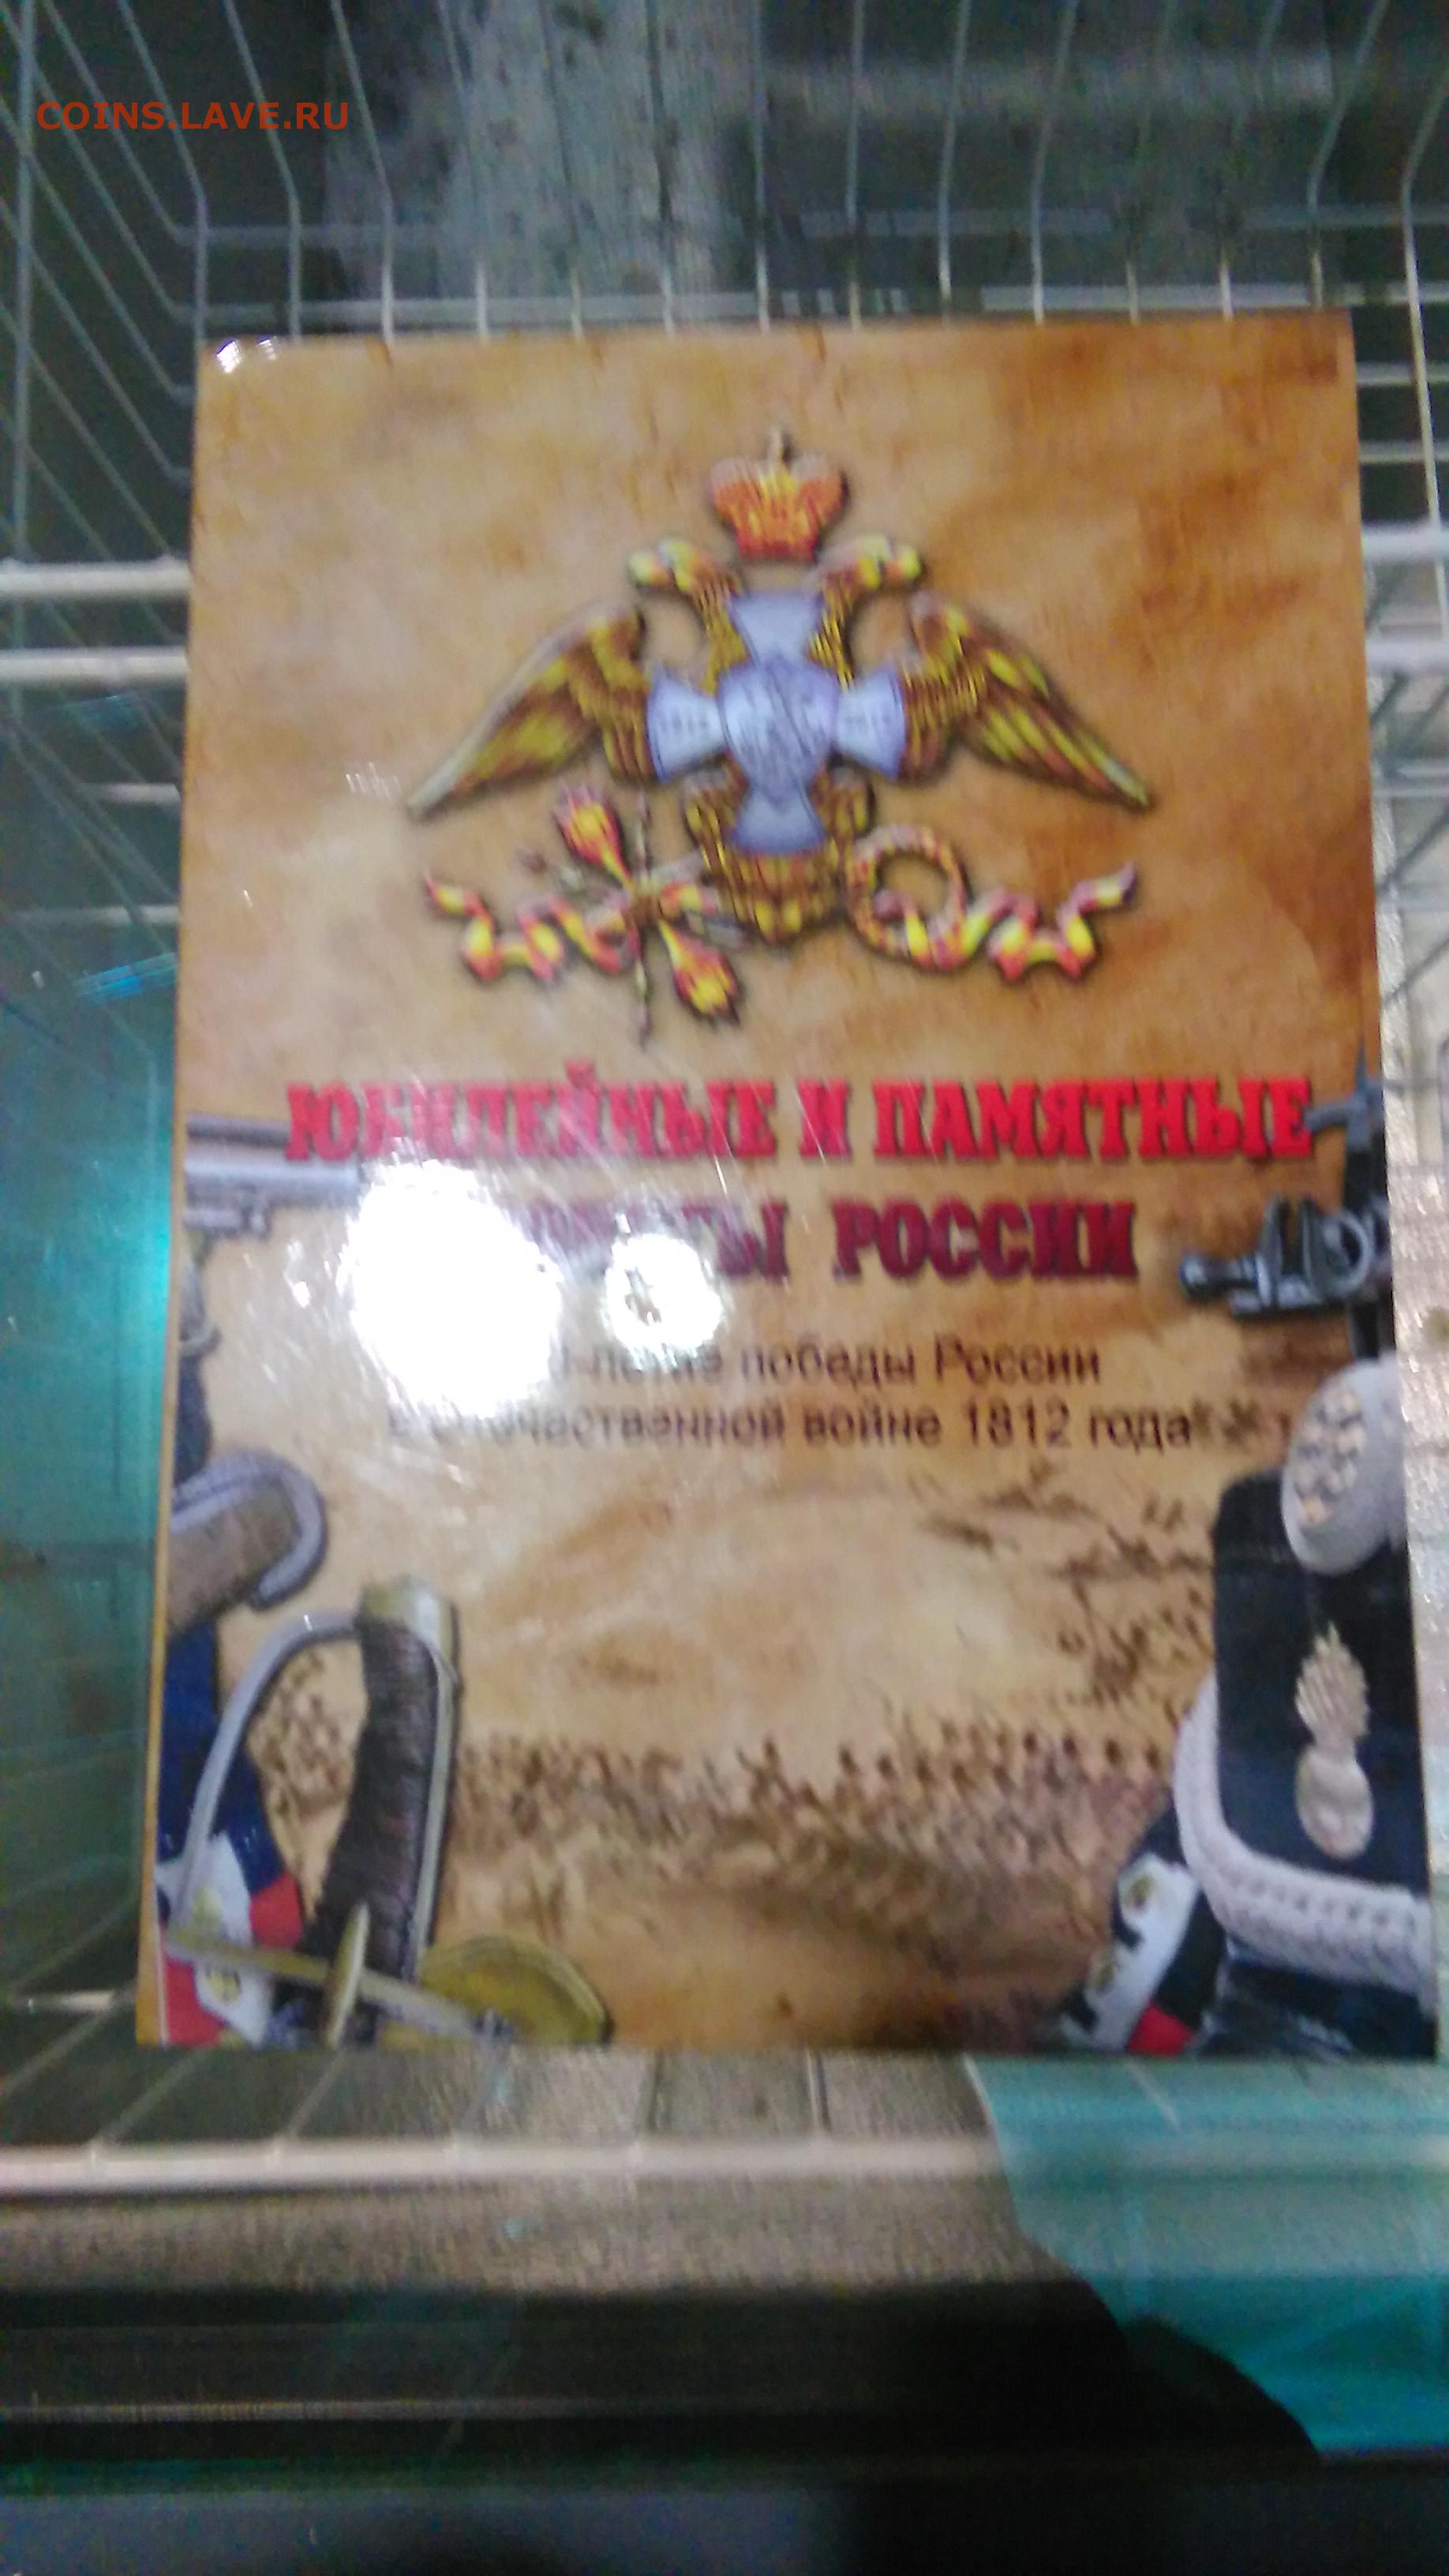 COINS.LAVE.RU
ЮБИЛЕЙНЫЕ И ПАМЯТНЫЕ
РОССИИ
победы России
в Отечественной войне 1812 года